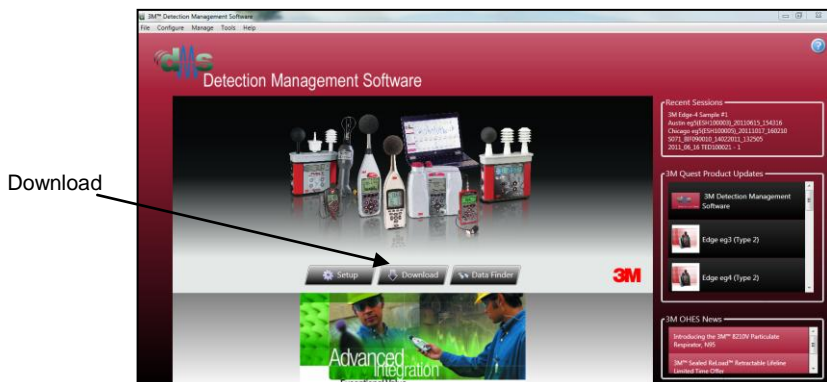 3M™ Detection Management Software
File Configure Manage Tools Help
dms
Detection Management Software
Download
Setup
Download
Data Finder
3M
Advanced
Integration
Recent Sessions
3M Edge-4 Sample #1
Austin eg5(ESH100003)_20110615_154316
Chicago eg5(ESH100005)_20111017_160210
S071_BIF090010_14022011_132505
2011_06_16 TED100021 - 1
3M Quest Product Updates
3M Detection Management
Software
Edge eg3 (Type 2)
Edge eg4 (Type 2)
3M OHES News
Introducing the 3M™ 8210V Particulate
Respirator, N95
3M™ Sealed ReLoad™ Retractable Lifeline
Limited Time Offer